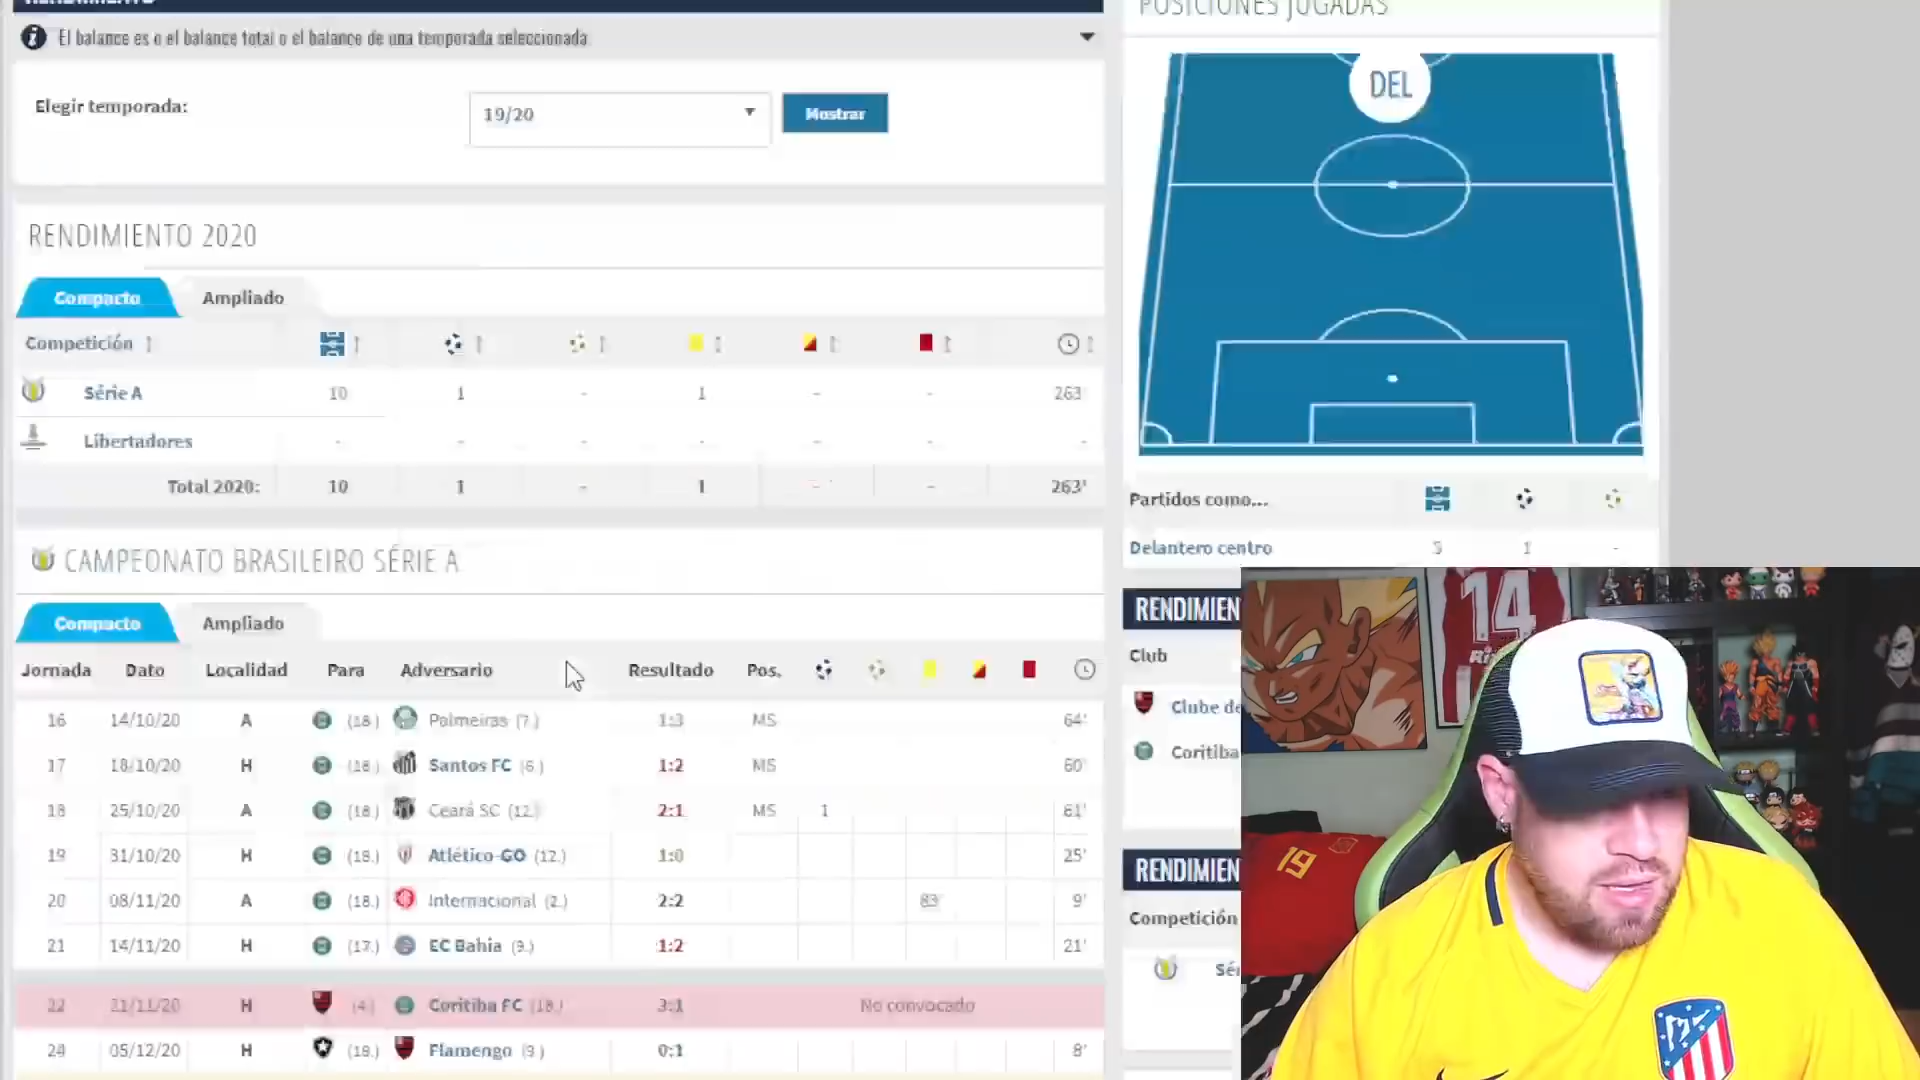 El balance es o el balance total o el balance de una temporada seleccionada
Elegir temporada:
19/20
Mostrar
RENDIMIENTO 2020
Compacto
Ampliado
Competición
Série A 10 1 - 1 - - 263'
Libertadores - - - - - - -
Total 2020: 10 1 - 1 - - 263'
CAMPEONATO BRASILEIRO SÉRIE A
Compacto
Ampliado
Jornada Dato Localidad Para Adversario Resultado Pos.
16 14/10/20 A (18.) Palmeiras (7.) 1:3 MS 64'
17 18/10/20 H (18.) Santos FC (6.) 1:2 MS 60'
18 25/10/20 A (18.) Ceará SC (12.) 2:1 MS 1 61'
19 31/10/20 H (18.) Atlético-GO (12.) 1:0 25'
20 08/11/20 A (18.) Internacional (2.) 2:2 83' 9'
21 14/11/20 H (17.) EC Bahia (9.) 1:2 21'
22 21/11/20 H (4.) Coritiba FC (18.) 3:1 No convocado
24 05/12/20 H (18.) Flamengo (3.) 0:1 8'
POSICIONES JUGADAS
DEL
Partidos como...
Delantero centro 1 -
RENDIMIEN
Club
Clube de
Coritiba
RENDIMIEN
Competición
Sér
14
19